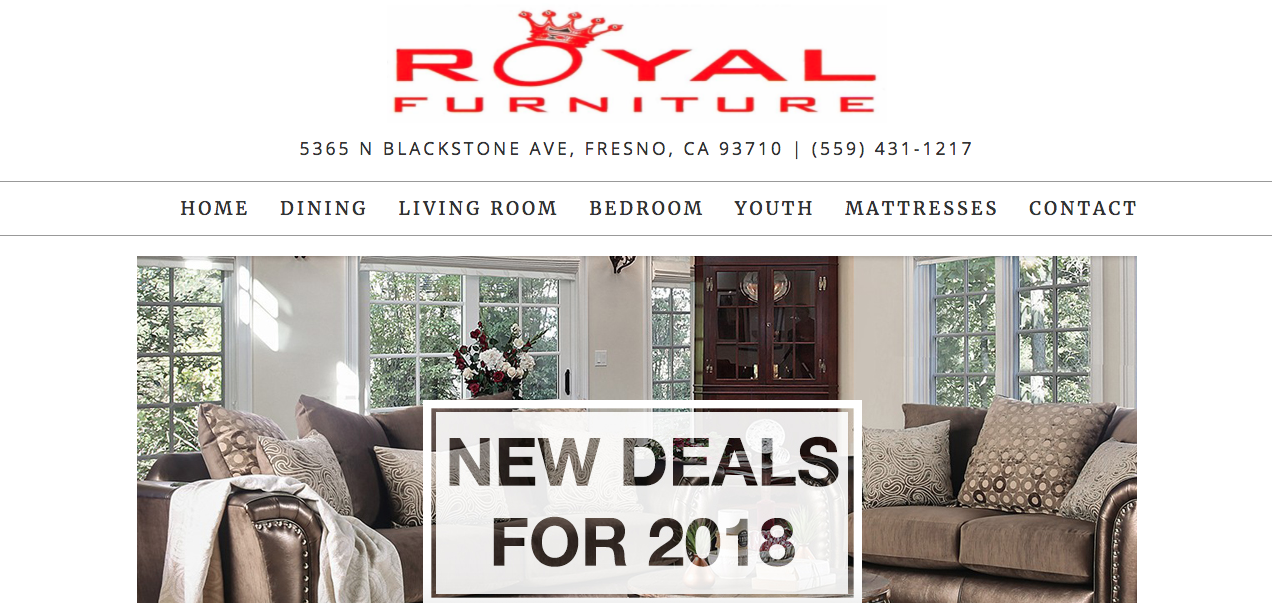 ROYAL
FURNITURE
5365 N BLACKSTONE AVE, FRESNO, CA 93710 | (559) 431-1217
HOME DINING LIVING ROOM BEDROOM YOUTH MATTRESSES CONTACT
NEW DEALS
FOR 2018